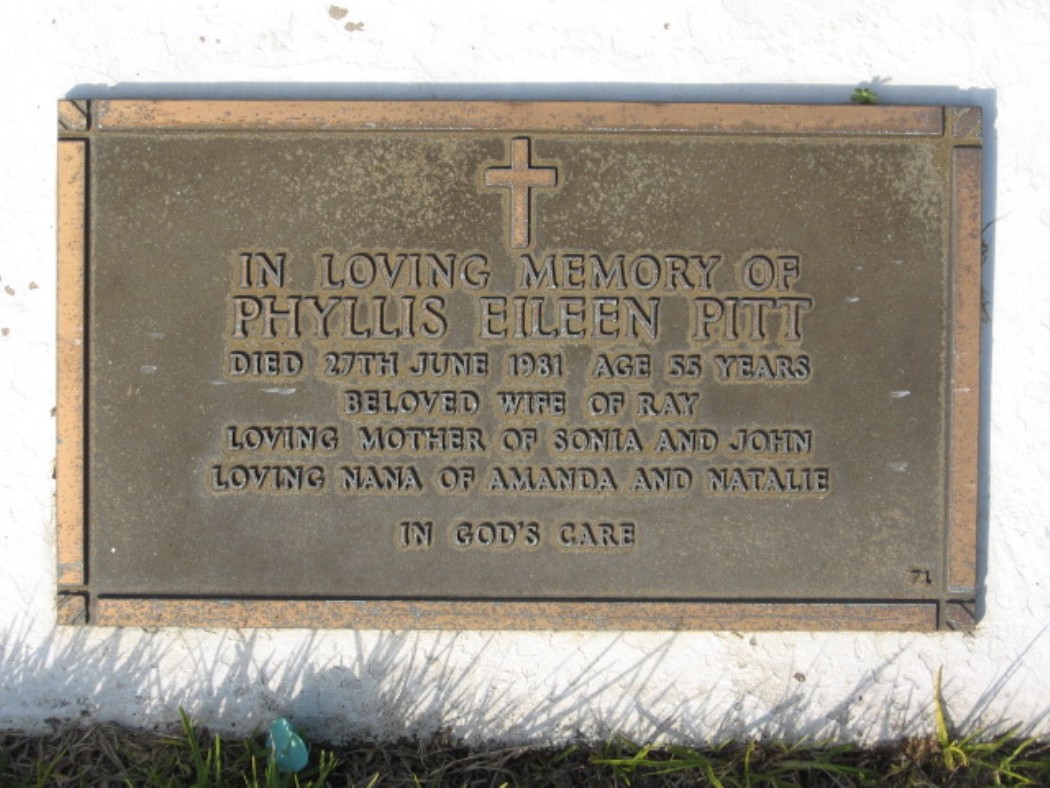 IN LOVING MEMORY OF
PHYLLIS EILEEN PITT
DIED 27TH JUNE 1981 AGE 55 YEARS
BELOVED WIFE OF RAY
LOVING MOTHER OF SONIA AND JOHN
LOVING NANA OF AMANDA AND NATALIE
IN GOD'S CARE
71